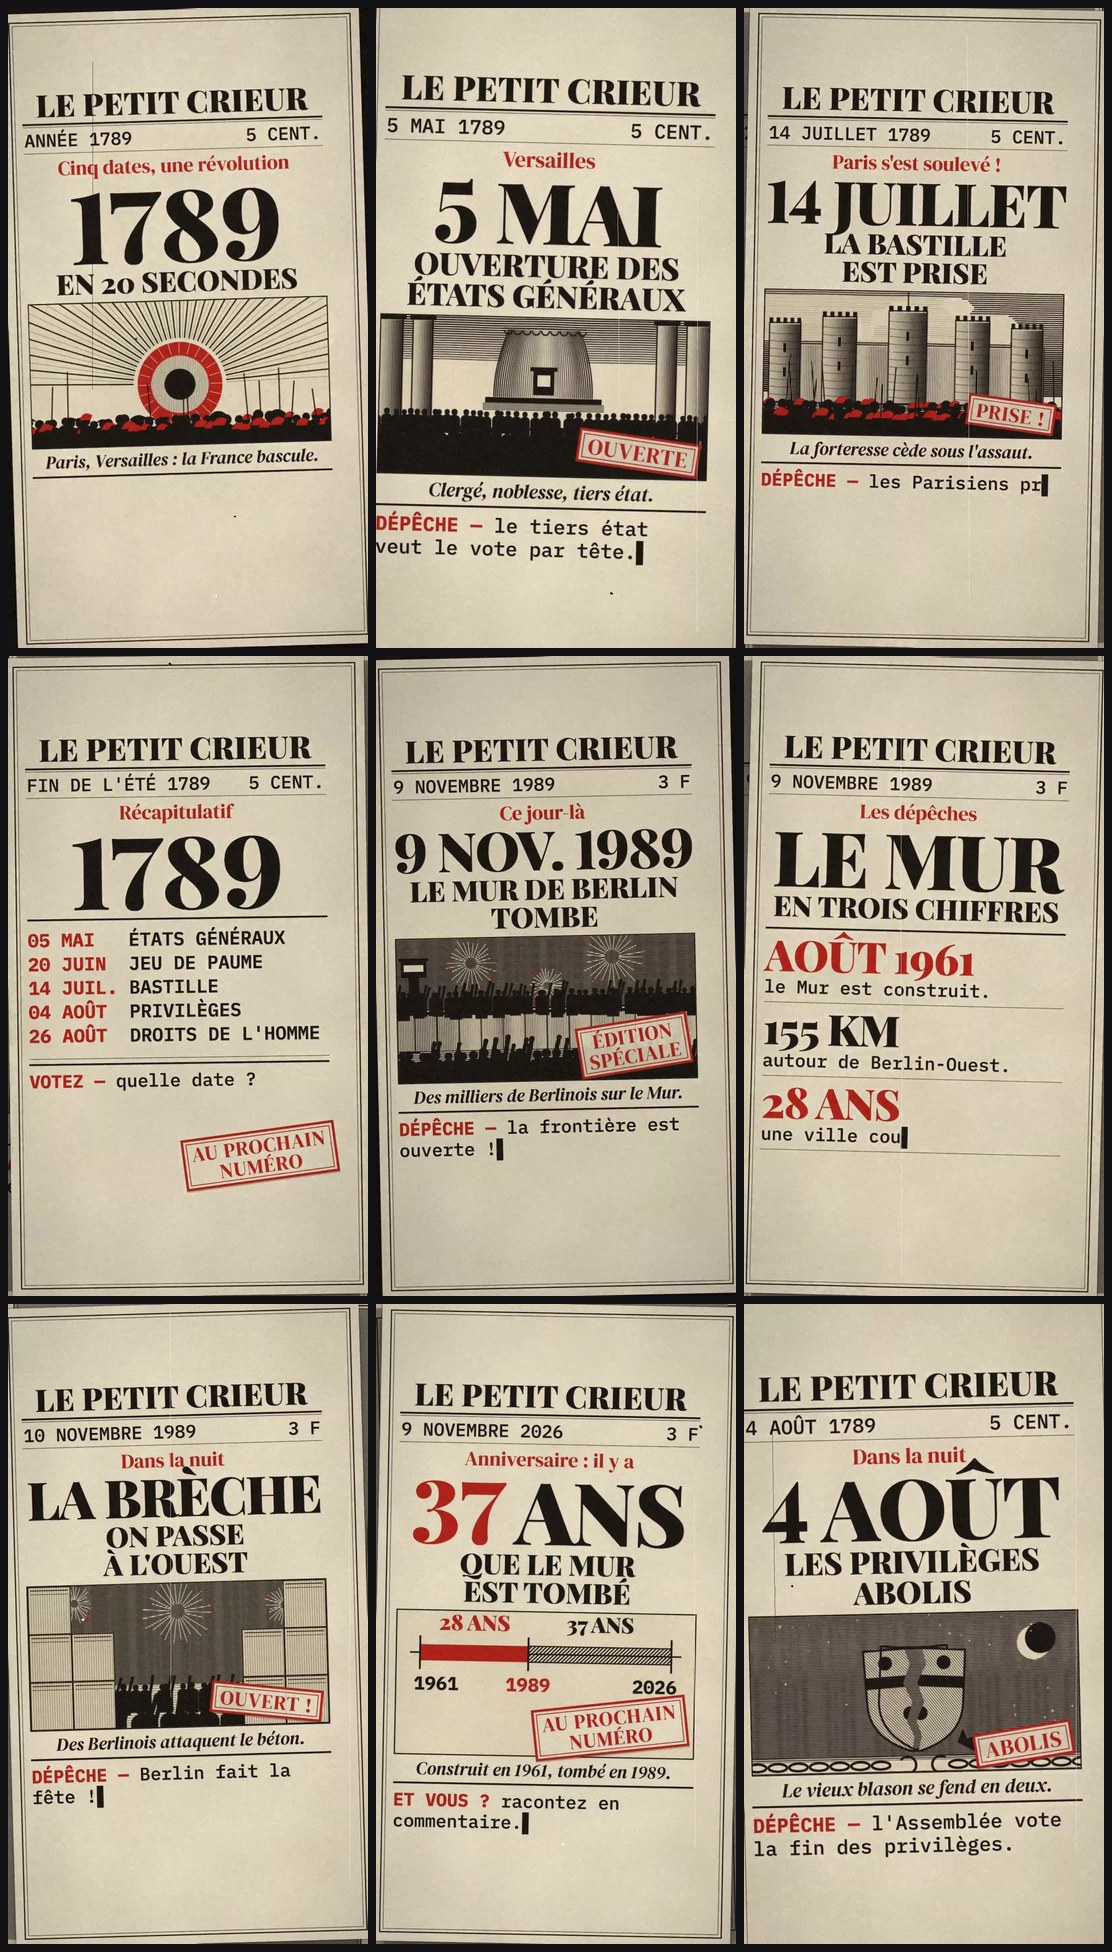 LE PETIT CRIEUR
ANNÉE 1789 5 CENT.
Cinq dates, une révolution
1789
EN 20 SECONDES
Paris, Versailles : la France bascule.
LE PETIT CRIEUR
5 MAI 1789 5 CENT.
Versailles
5 MAI
OUVERTURE DES
ÉTATS GÉNÉRAUX
OUVERTE
Clergé, noblesse, tiers état.
DÉPÊCHE — le tiers état
veut le vote par tête.
LE PETIT CRIEUR
14 JUILLET 1789 5 CENT.
Paris s'est soulevé !
14 JUILLET
LA BASTILLE
EST PRISE
PRISE !
La forteresse cède sous l'assaut.
DÉPÊCHE — les Parisiens pr
LE PETIT CRIEUR
FIN DE L'ÉTÉ 1789 5 CENT.
Récapitulatif
1789
05 MAI ÉTATS GÉNÉRAUX
20 JUIN JEU DE PAUME
14 JUIL. BASTILLE
04 AOÛT PRIVILÈGES
26 AOÛT DROITS DE L'HOMME
VOTEZ — quelle date ?
AU PROCHAIN
NUMÉRO
LE PETIT CRIEUR
9 NOVEMBRE 1989 3 F
Ce jour-là
9 NOV. 1989
LE MUR DE BERLIN
TOMBE
ÉDITION
SPÉCIALE
Des milliers de Berlinois sur le Mur.
DÉPÊCHE — la frontière est
ouverte !
LE PETIT CRIEUR
9 NOVEMBRE 1989 3 F
Les dépêches
LE MUR
EN TROIS CHIFFRES
AOÛT 1961
le Mur est construit.
155 KM
autour de Berlin-Ouest.
28 ANS
une ville cou
LE PETIT CRIEUR
10 NOVEMBRE 1989 3 F
Dans la nuit
LA BRÈCHE
ON PASSE
À L'OUEST
OUVERT !
Des Berlinois attaquent le béton.
DÉPÊCHE — Berlin fait la
fête !
LE PETIT CRIEUR
9 NOVEMBRE 2026 3 F
Anniversaire : il y a
37 ANS
QUE LE MUR
EST TOMBÉ
28 ANS 37 ANS
1961 1989 2026
AU PROCHAIN
NUMÉRO
Construit en 1961, tombé en 1989.
ET VOUS ? racontez en
commentaire.
LE PETIT CRIEUR
4 AOÛT 1789 5 CENT.
Dans la nuit
4 AOÛT
LES PRIVILÈGES
ABOLIS
ABOLIS
Le vieux blason se fend en deux.
DÉPÊCHE — l'Assemblée vote
la fin des privilèges.